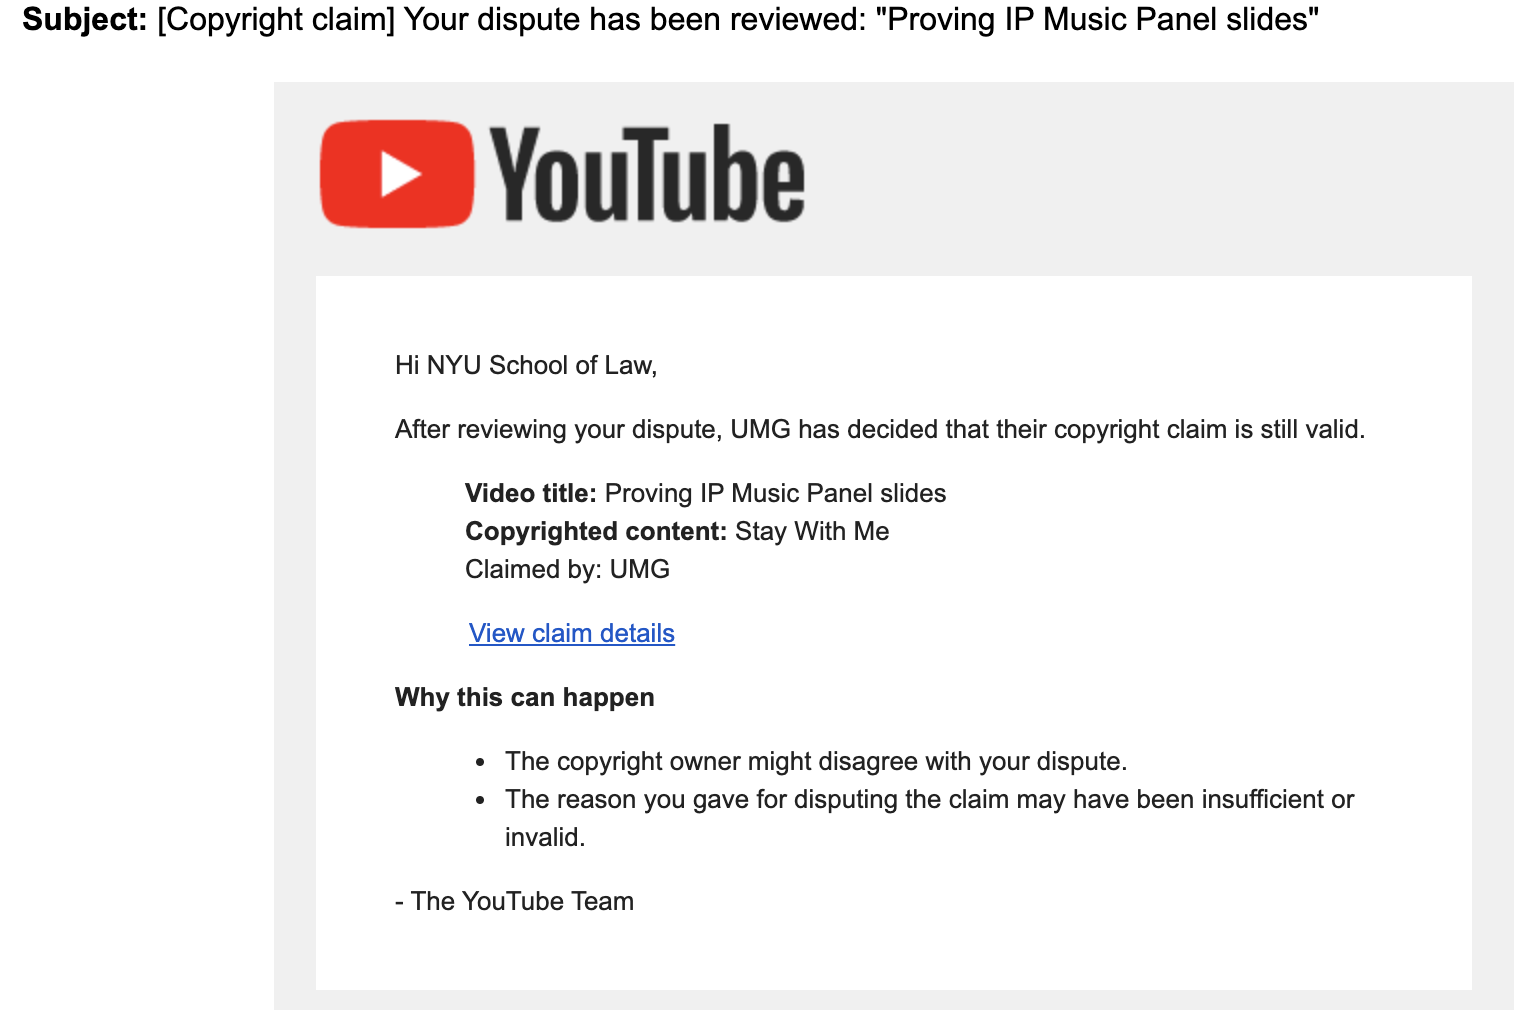 Subject: [Copyright claim] Your dispute has been reviewed: "Proving IP Music Panel slides"
YouTube
Hi NYU School of Law,
After reviewing your dispute, UMG has decided that their copyright claim is still valid.
Video title: Proving IP Music Panel slides
Copyrighted content: Stay With Me
Claimed by: UMG
View claim details
Why this can happen
• The copyright owner might disagree with your dispute.
• The reason you gave for disputing the claim may have been insufficient or
invalid.
- The YouTube Team